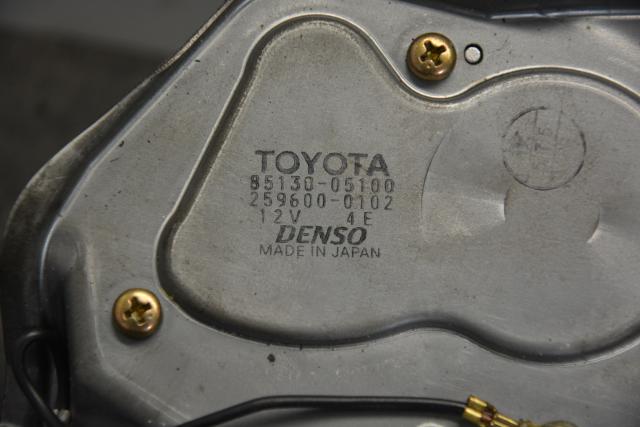 TOYOTA
85130-05100
259600-0102
12V 4E
DENSO
MADE IN JAPAN